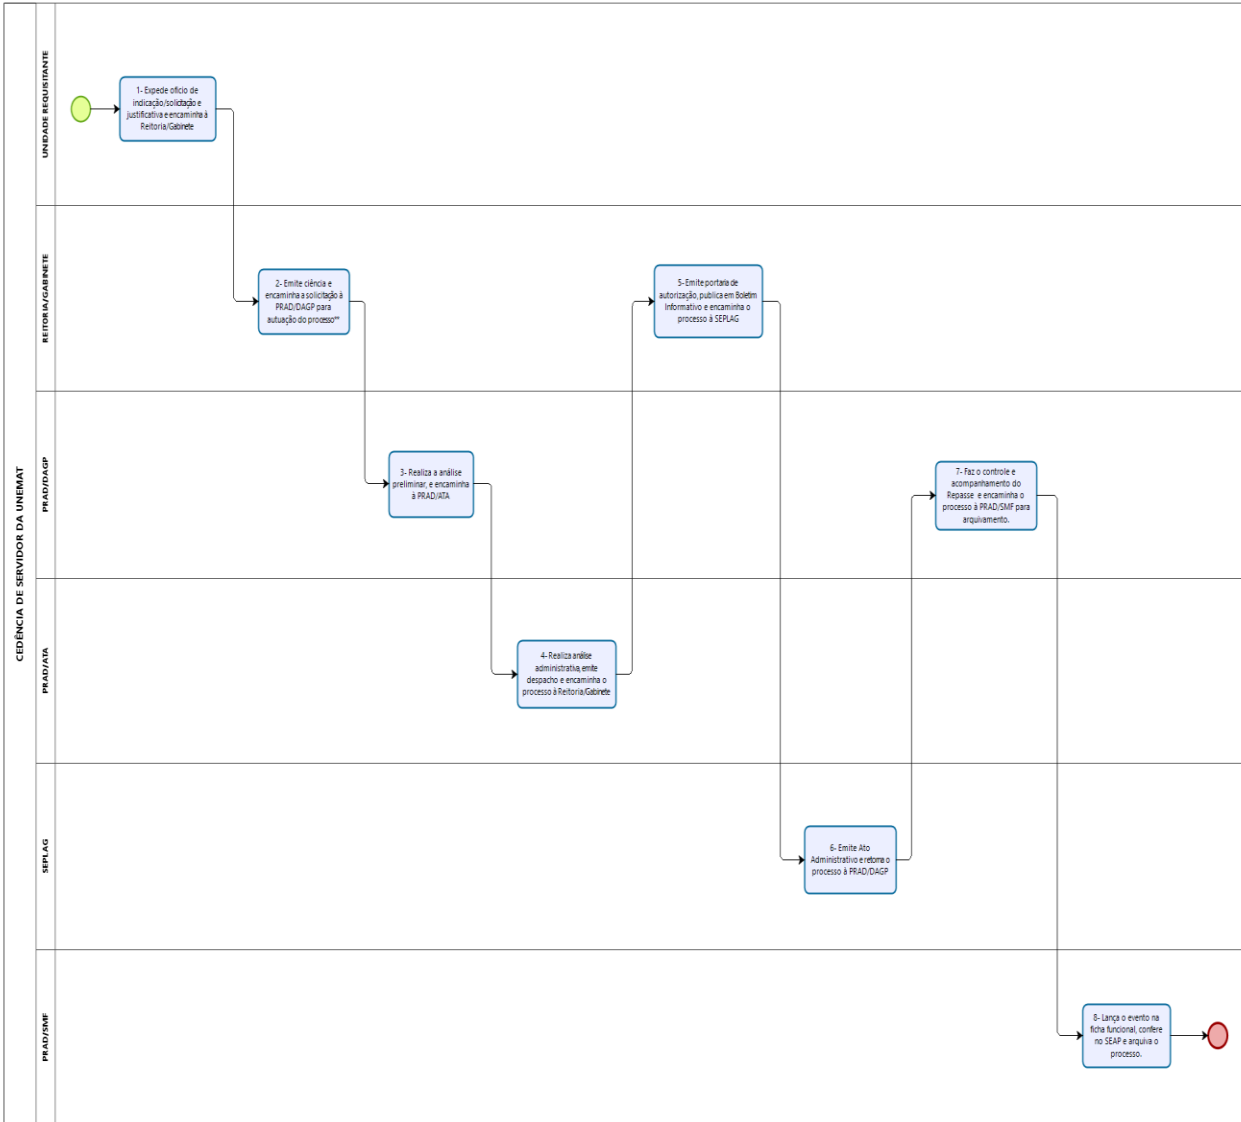 CEDÊNCIA DE SERVIDOR DA UNEMAT
UNIDADE REQUISITANTE
1- Expede ofício de
indicação/solicitação e
justificativa e encaminha à
Reitoria/Gabinete
REITORIA/GABINETE
2- Emite ciência e
encaminha a solicitação à
PRAD/DAGP para
autuação do processo**
5- Emite portaria de
autorização, publica em Boletim
Informativo e encaminha o
processo à SEPLAG
PRAD/DAGP
3- Realiza a análise
preliminar, e encaminha
à PRAD/ATA
7- Faz o controle e
acompanhamento do
Repasse e encaminha o
processo à PRAD/SMF para
arquivamento.
PRAD/ATA
4- Realiza análise
administrativa, emite
despacho e encaminha o
processo à Reitoria/Gabinete
SEPLAG
6- Emite Ato
Administrativo e retorna o
processo à PRAD/DAGP
PRAD/SMF
8- Lança o evento na
ficha funcional, confere
no SEAP e arquiva o
processo.